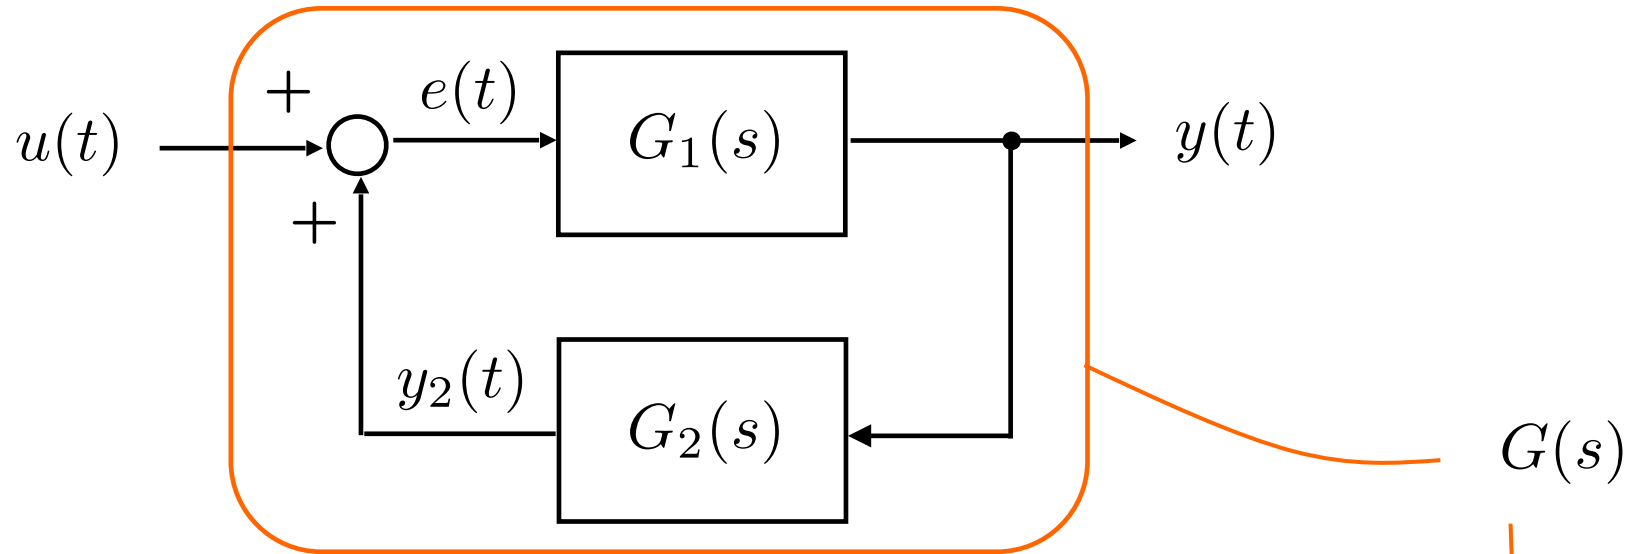 +
e(t)
u(t)
G₁(s)
y(t)
+
y₂(t)
G₂(s)
G(s)